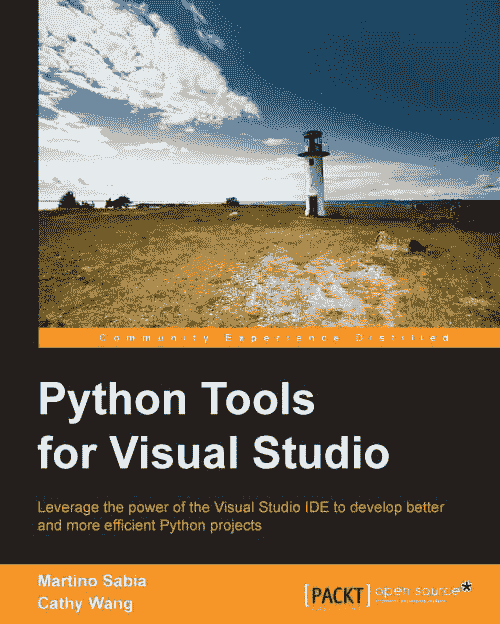 Community Experience Distilled
Python Tools
for Visual Studio
Leverage the power of the Visual Studio IDE to develop better
and more efficient Python projects
Martino Sabia
Cathy Wang
[PACKT] open source*